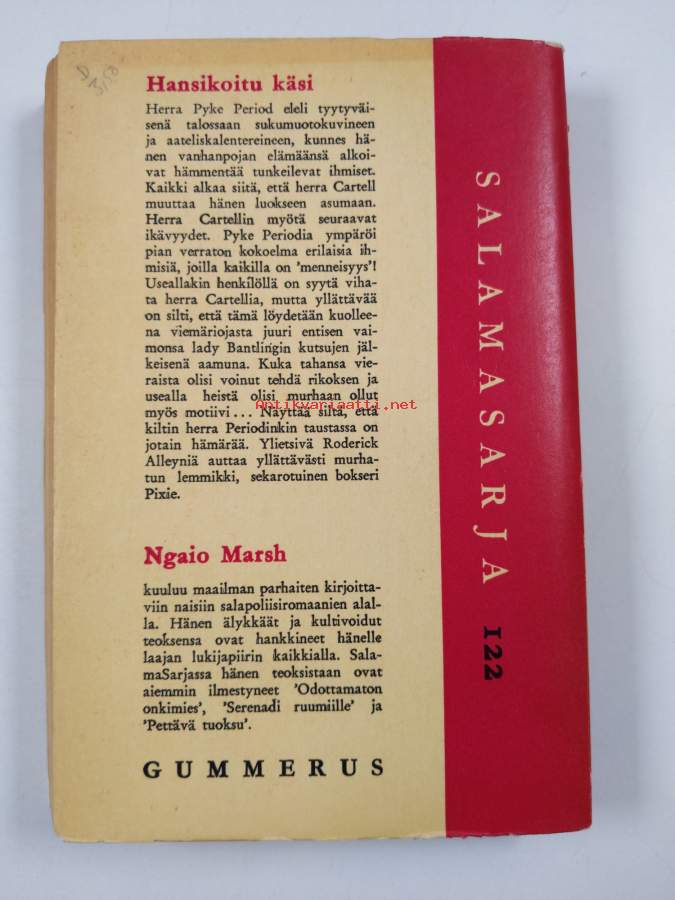 D
3,50
Hansikoitu käsi
Herra Pyke Period eleli tyytyväi-
senä talossaan sukumuotokuvineen
ja aateliskalentereineen, kunnes hä-
nen vanhanpojan elämäänsä alkoi-
vat hämmentää tunkeilevat ihmiset.
Kaikki alkaa siitä, että herra Cartell
muuttaa hänen luokseen asumaan.
Herra Cartellin myötä seuraavat
ikävyydet. Pyke Periodia ympäröi
pian verraton kokoelma erilaisia ih-
misiä, joilla kaikilla on 'menneisyys'!
Useallakin henkilöllä on syytä viha-
ta herra Cartellia, mutta yllättävää
on silti, että tämä löydetään kuollee-
na viemäriojasta juuri entisen vai-
monsa lady Bantlingin kutsujen jäl-
keisenä aamuna. Kuka tahansa vie-
raista olisi voinut tehdä rikoksen ja
usealla heistä olisi murhaan ollut
myös motiivi ... Näyttää siltä, että
kiltin herra Periodinkin taustassa on
jotain hämärää. Ylietsivä Roderick
Alleyniä auttaa yllättävästi murha-
tun lemmikki, sekarotuinen bokseri
Pixie.
Antikvariaatti.net
Ngaio Marsh
kuuluu maailman parhaiten kirjoitta-
viin naisiin salapoliisiromaanien alal-
la. Hänen älykkäät ja kultivoidut
teoksensa ovat hankkineet hänelle
laajan lukijapiirin kaikkialla. Sala-
maSarjassa hänen teoksistaan ovat
aiemmin ilmestyneet 'Odottamaton
onkimies', 'Serenadi ruumiille' ja
'Pettävä tuoksu'.
GUMMERUS
SALAMASARJA 122